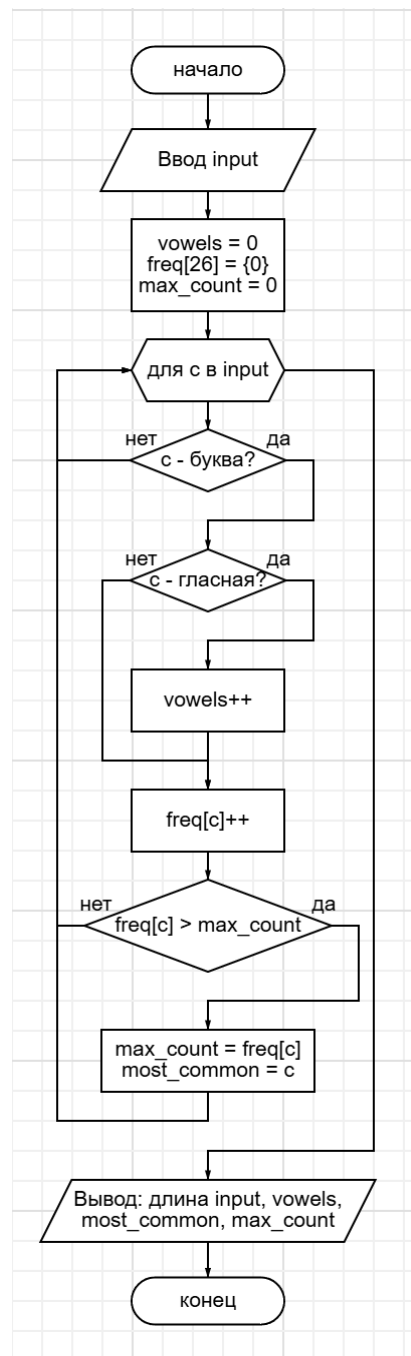 начало
Ввод input
vowels = 0
freq[26] = {0}
max_count = 0
для с в input
нет
да
с - буква?
нет
да
с - гласная?
vowels++
freq[c]++
нет
да
freq[c] > max_count
max_count = freq[c]
most_common = c
Вывод: длина input, vowels,
most_common, max_count
конец